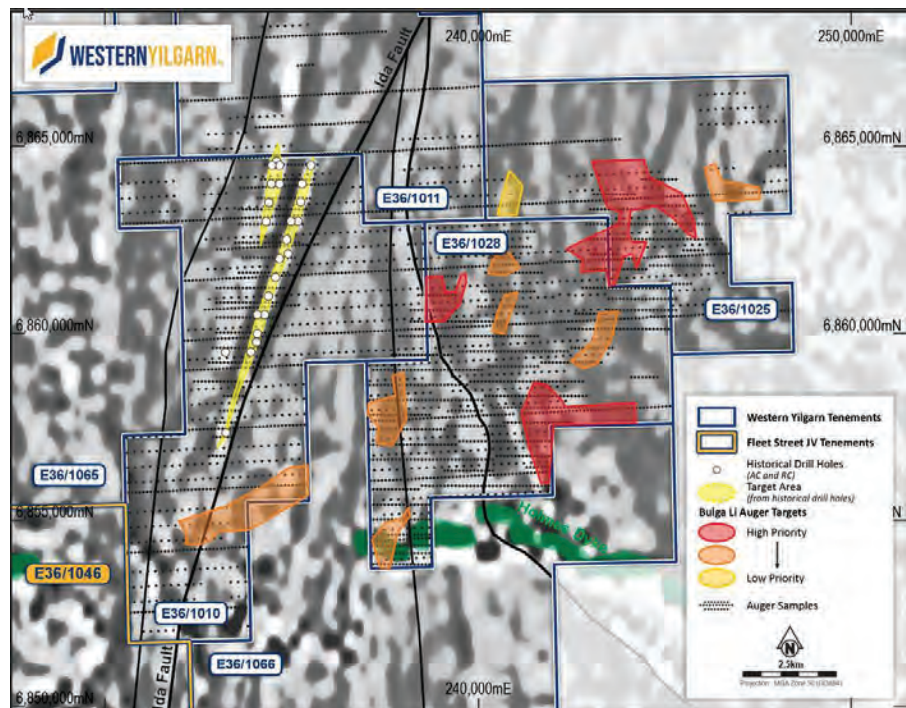 WESTERNYILGARN
240,000mE
250,000mE
Ida Fault
6,865,000mN
6,865,000mN
E36/1011
E36/1028
E36/1025
6,860,000mN
6,860,000mN
E36/1065
6,855,000mN
E36/1046
E36/1010
E36/1066
Ida Fault
6,850,000mN
240,000mE
Western Yilgarn Tenements
Fleet Street JV Tenements
Historical Drill Holes
(AC and RC)
Target Area
(from historical drill holes)
Bulga Li Auger Targets
High Priority
Low Priority
Auger Samples
N
2.5km